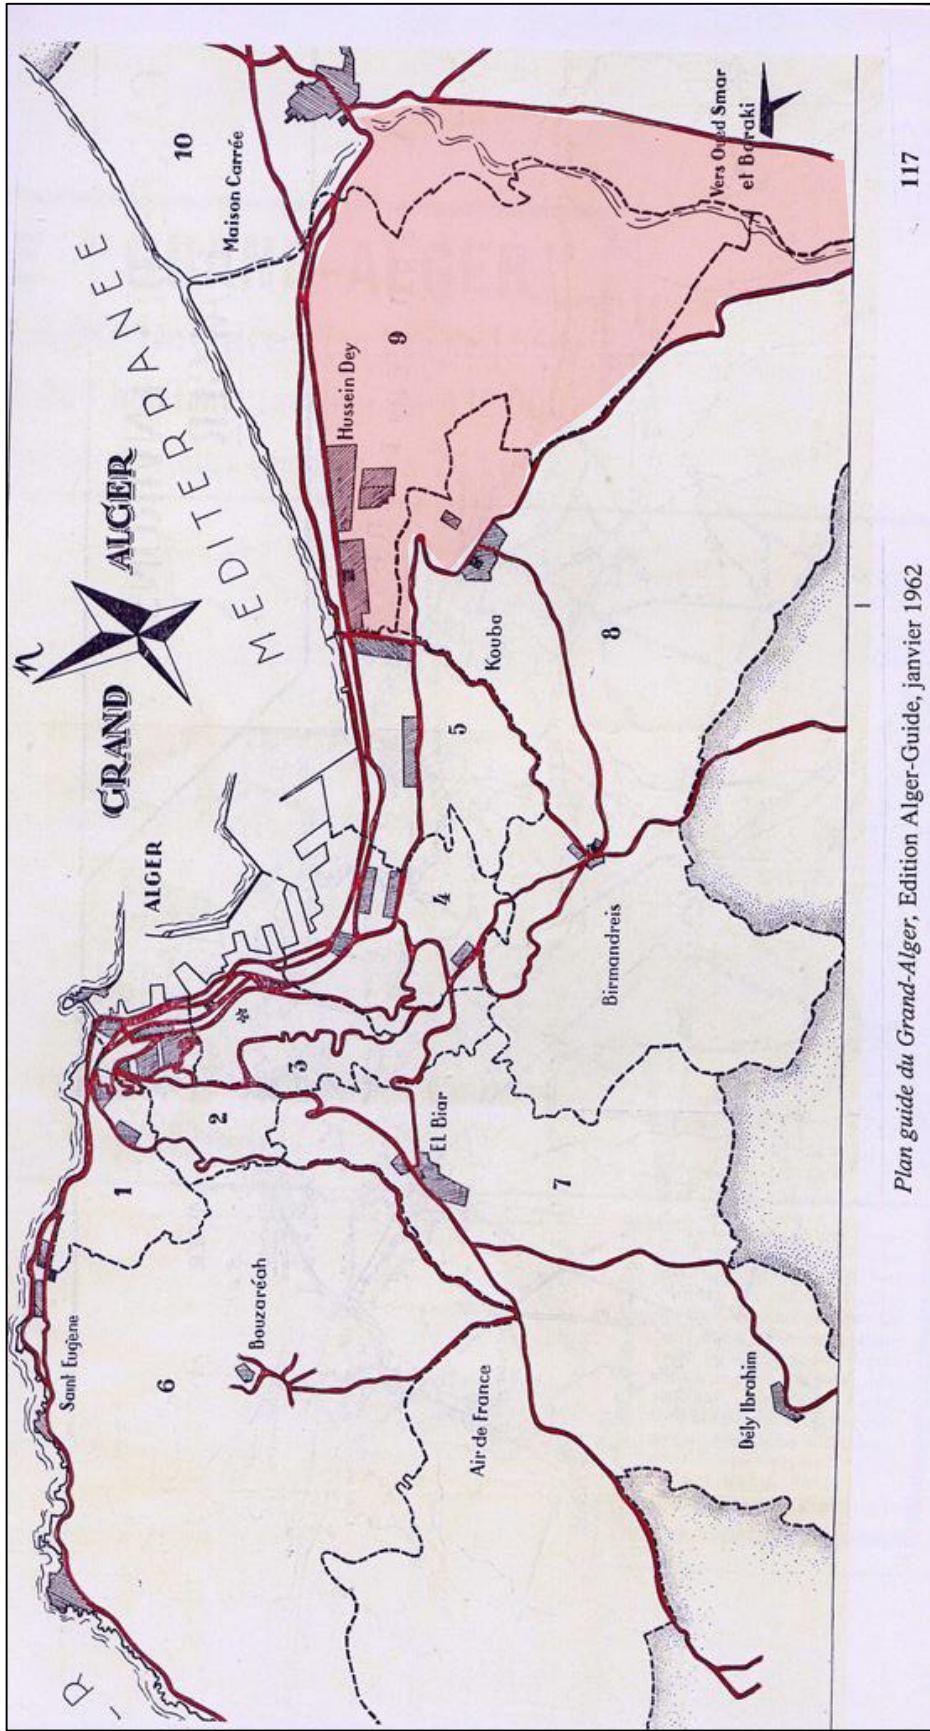 N
Saint Eugène
GRAND ALGER
1
ALGER
MEDITERRANEE
6
10
2
Maison Carrée
Bouzaréah
3
Hussein Dey
9
EL Biar
4
5
Air de France
Kouba
7
8
Birmandreis
Vers Oued Smar
et Baraki
Dély Ibrahim
Plan guide du Grand-Alger, Edition Alger-Guide, janvier 1962
117